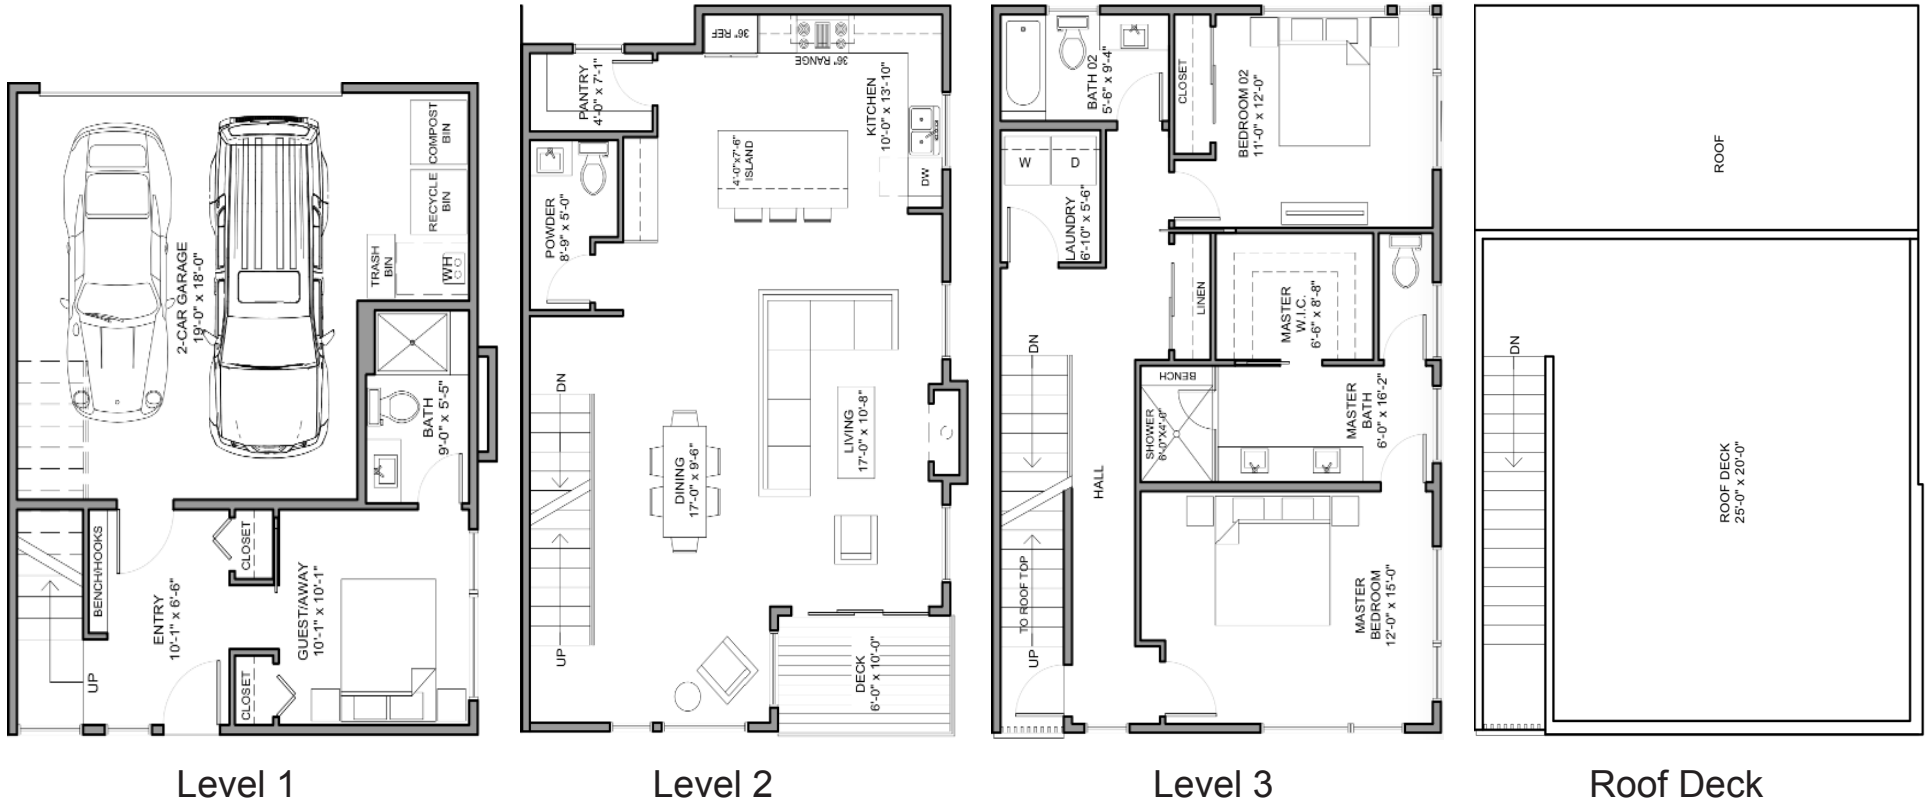 COMPOST
BIN
RECYCLE
BIN
TRASH
BIN
WH
2-CAR GARAGE
19'-0" x 18'-0"
BATH
9'-0" x 5'-5"
BENCH/HOOKS
CLOSET
ENTRY
10'-1" x 6'-6"
GUEST/AWAY
10'-1" x 10'-1"
UP
CLOSET
Level 1
36" REF
36" RANGE
PANTRY
4'-0" x 7'-1"
KITCHEN
10'-0" x 13'-10"
4'-0"x7'-6"
ISLAND
DW
POWDER
8'-9" x 5'-0"
DN
LIVING
17'-0" x 10'-8"
DINING
17'-0" x 9'-6"
UP
DECK
6'-0" x 10'-0"
Level 2
BATH 02
5'-6" x 9'-4"
CLOSET
BEDROOM 02
11'-0" x 12'-0"
W
D
LAUNDRY
6'-10" x 5'-6"
LINEN
MASTER
W.I.C.
6'-6" x 8'-8"
DN
BENCH
SHOWER
6'-0"X4'-0"
MASTER
BATH
6'-0" x 16'-2"
HALL
TO ROOF TOP
UP
MASTER
BEDROOM
12'-0" x 15'-0"
Level 3
ROOF
DN
ROOF DECK
25'-0" x 20'-0"
Roof Deck